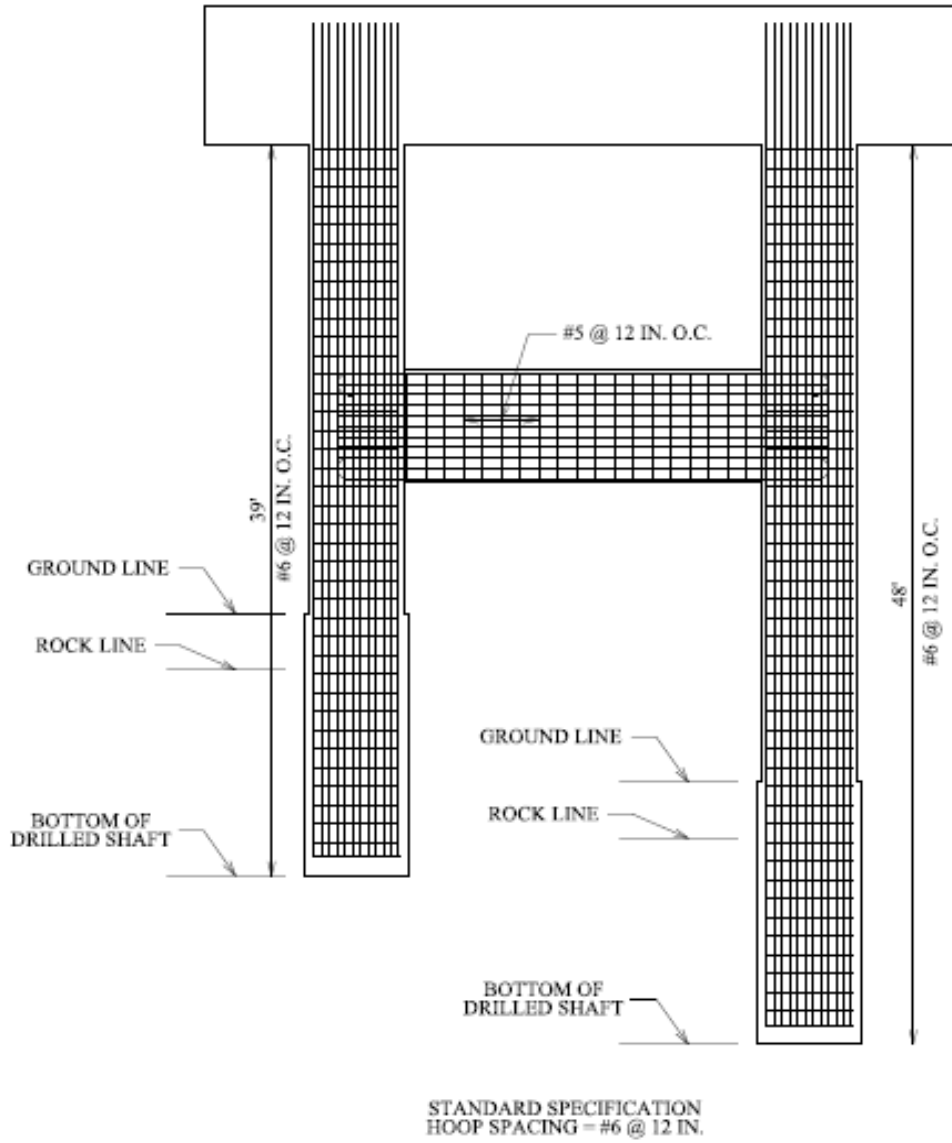 #5 @ 12 IN. O.C.
39'
#6 @ 12 IN. O.C.
GROUND LINE
ROCK LINE
BOTTOM OF
DRILLED SHAFT
48'
#6 @ 12 IN. O.C.
GROUND LINE
ROCK LINE
BOTTOM OF
DRILLED SHAFT
STANDARD SPECIFICATION
HOOP SPACING = #6 @ 12 IN.